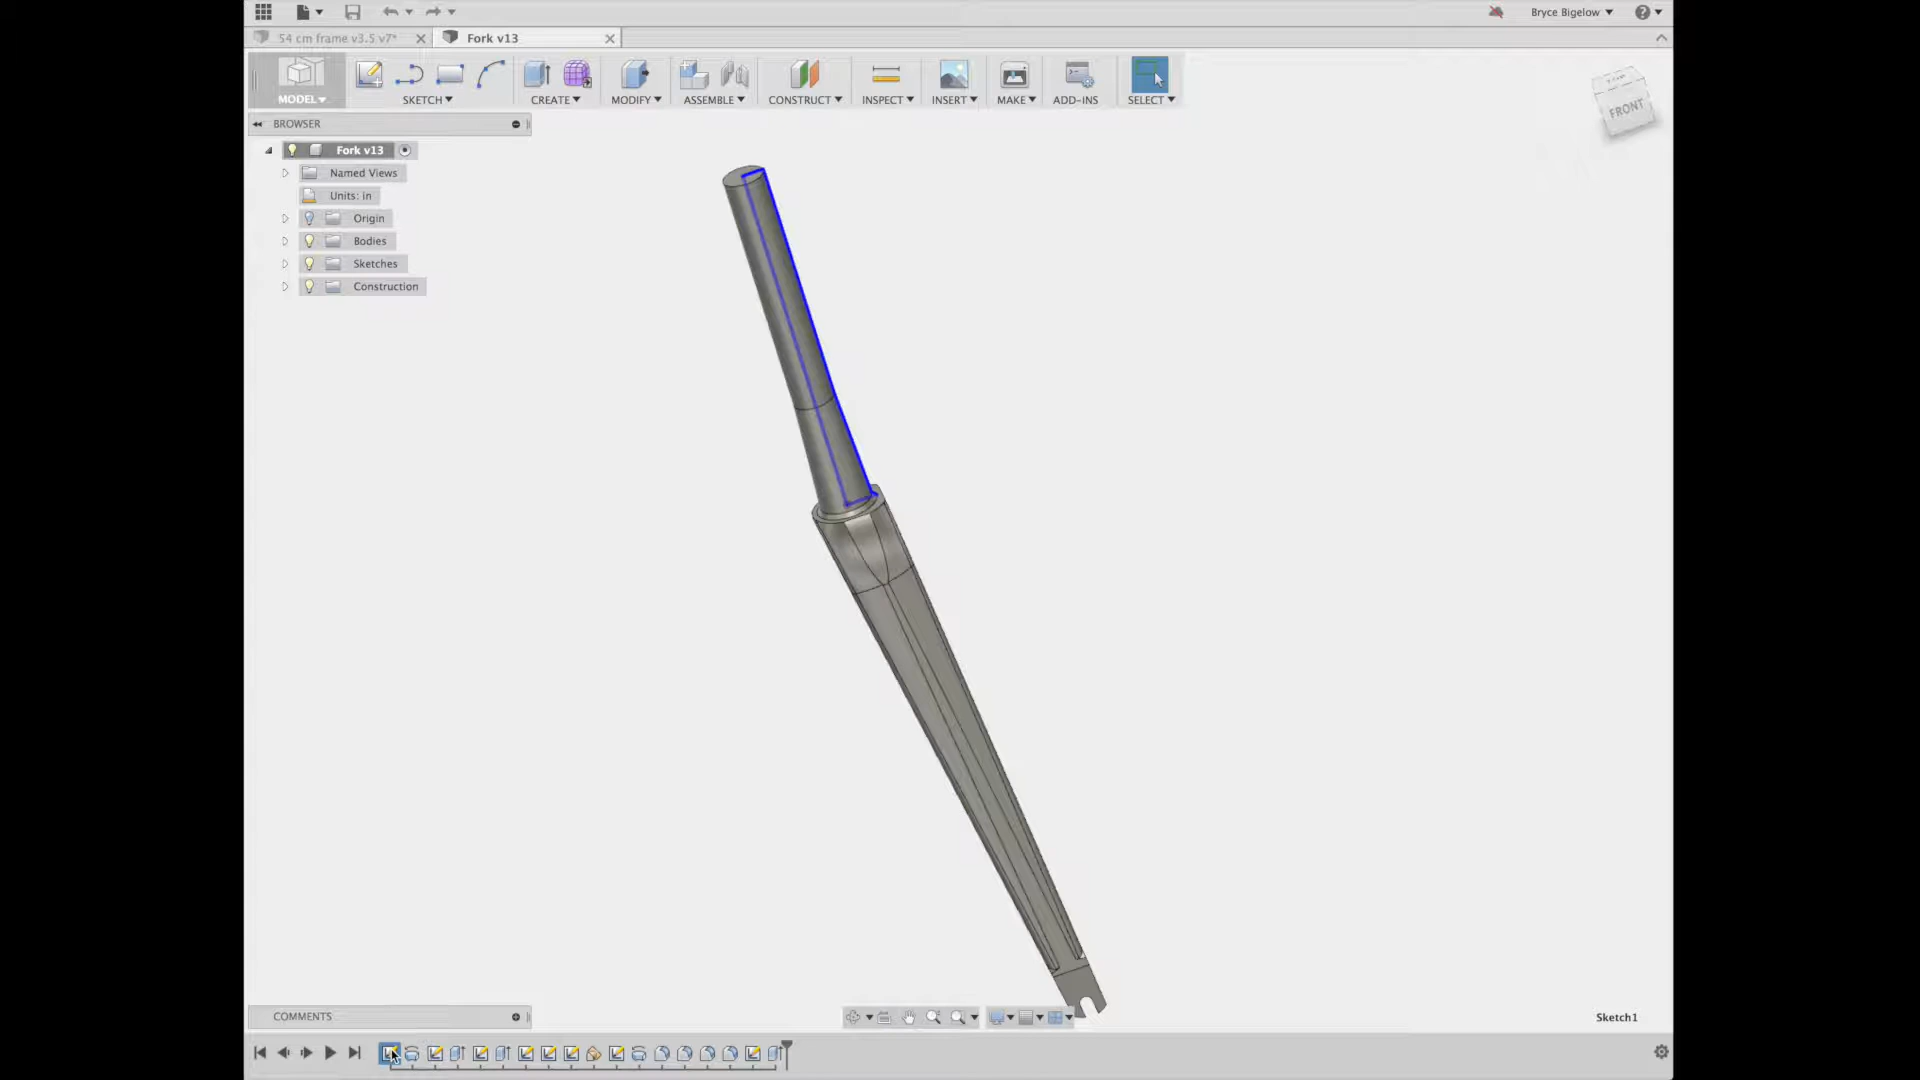 Bryce Bigelow
54 cm frame v3.5 v7*
Fork v13
MODEL
SKETCH
CREATE
MODIFY
ASSEMBLE
CONSTRUCT
INSPECT
INSERT
MAKE
ADD-INS
SELECT
BROWSER
FRONT
Fork v13
Named Views
Units: in
Origin
Bodies
Sketches
Construction
COMMENTS
Sketch1